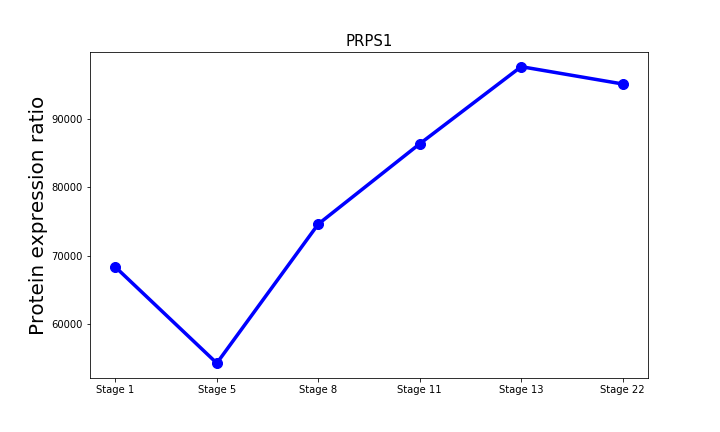 PRPS1
Protein expression ratio
90000
80000
70000
60000
Stage 1 Stage 5 Stage 8 Stage 11 Stage 13 Stage 22